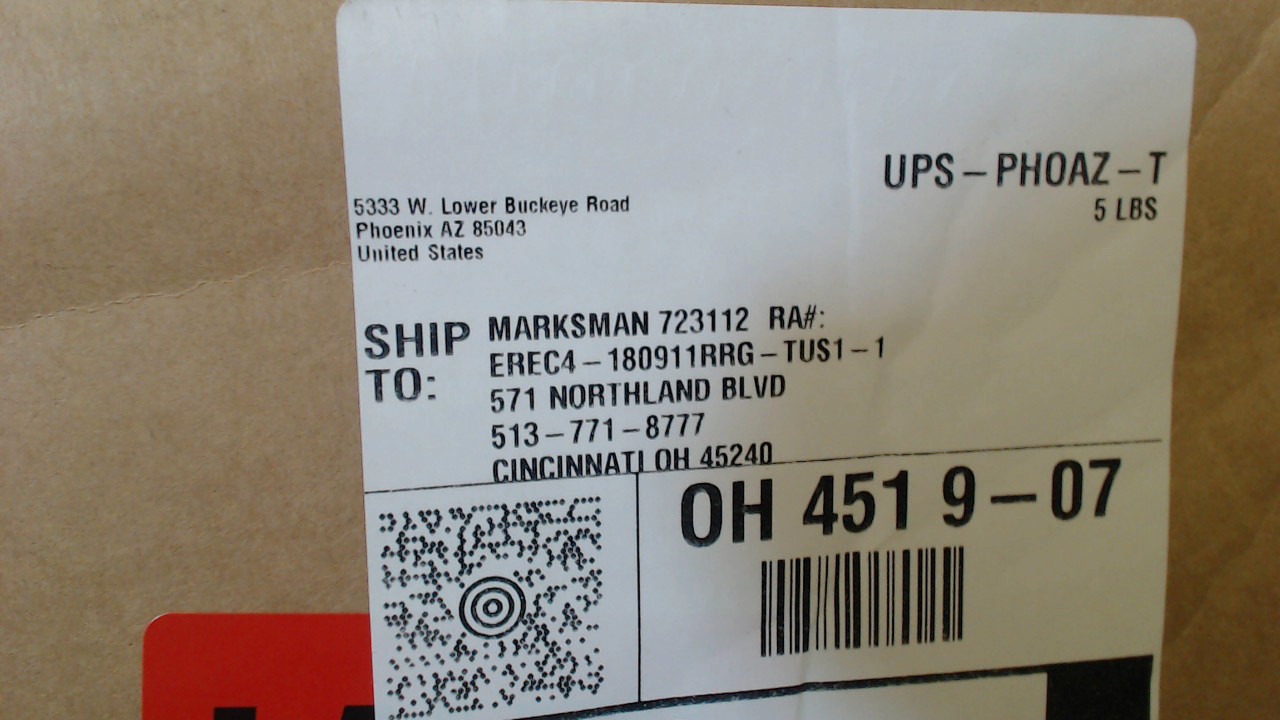 UPS-PHOAZ-T
5 LBS
5333 W. Lower Buckeye Road
Phoenix AZ 85043
United States
SHIP TO:
MARKSMAN 723112 RA#:
EREC4-180911RRG-TUS1-1
571 NORTHLAND BLVD
513-771-8777
CINCINNATI OH 45240
OH 451 9-07